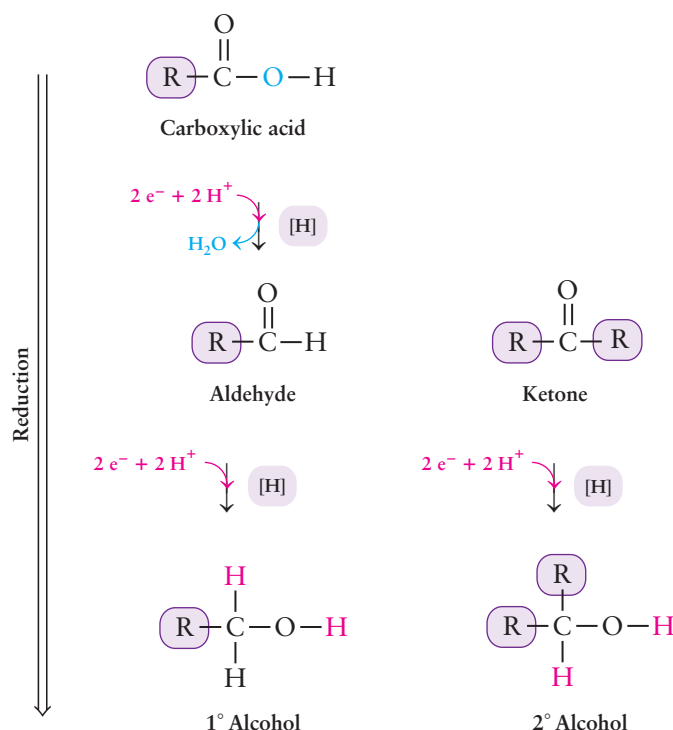 O
R C O H
Carboxylic acid
2 e⁻ + 2 H⁺
[H]
H₂O
O
R C H
Aldehyde
O
R C R
Ketone
Reduction
2 e⁻ + 2 H⁺
[H]
2 e⁻ + 2 H⁺
[H]
H
R C O H
H
1° Alcohol
R
R C O H
H
2° Alcohol